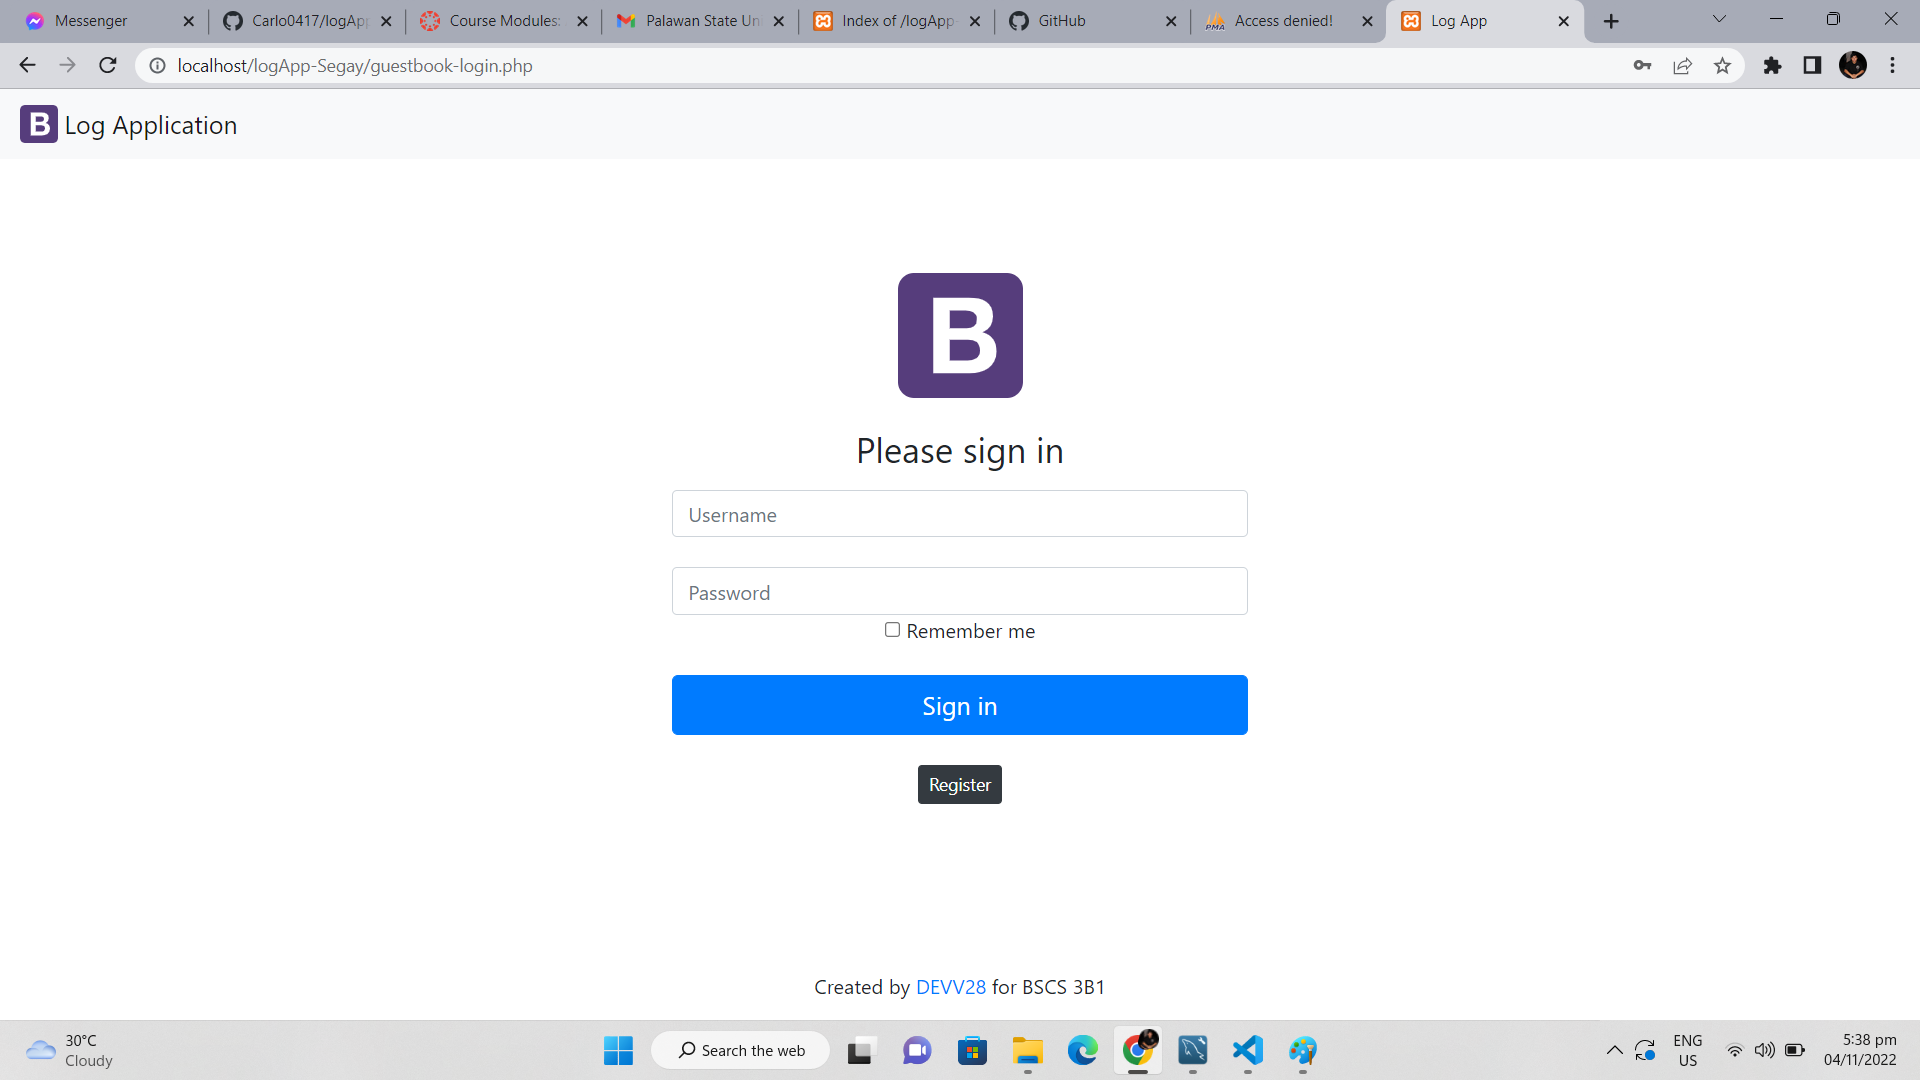 Messenger
Carlo0417/logApp
Course Modules:
Palawan State Un
Index of /logApp-
GitHub
PMA
Access denied!
Log App
localhost/logApp-Segay/guestbook-login.php
B Log Application
B
Please sign in
Username
Password
Remember me
Sign in
Register
Created by DEVV28 for BSCS 3B1
30°C
Cloudy
Search the web
ENG
US
5:38 pm
04/11/2022